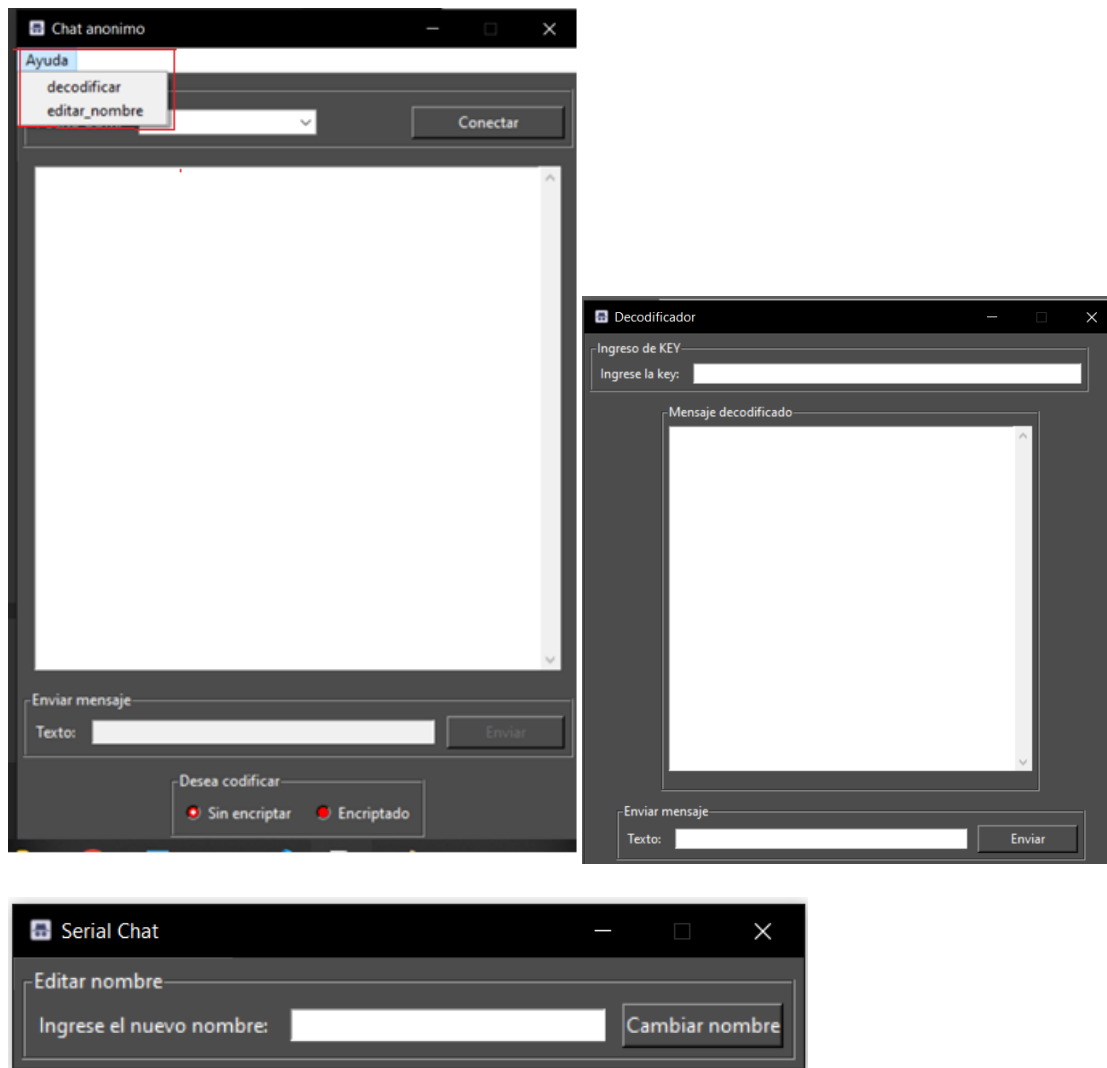 Chat anonimo
Ayuda
decodificar
editar_nombre
Conectar
Enviar mensaje
Texto:
Enviar
Desea codificar
Sin encriptar
Encriptado
Decodificador
Ingreso de KEY
Ingrese la key:
Mensaje decodificado
Enviar mensaje
Texto:
Enviar
Serial Chat
Editar nombre
Ingrese el nuevo nombre:
Cambiar nombre